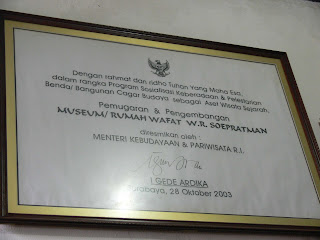 Dengan rahmat dan ridho Tuhan Yang Maha Esa,
dalam rangka Program Sosialisasi Keberadaan & Pelestarian
Benda/ Bangunan Cagar Budaya sebagai Aset Wisata Sejarah,
Pemugaran & Pengembangan
MUSEUM/ RUMAH WAFAT W.R. SOEPRATMAN
diresmikan oleh :
MENTERI KEBUDAYAAN & PARIWISATA R.I.
I GEDE ARDIKA
Surabaya, 28 Oktober 2003